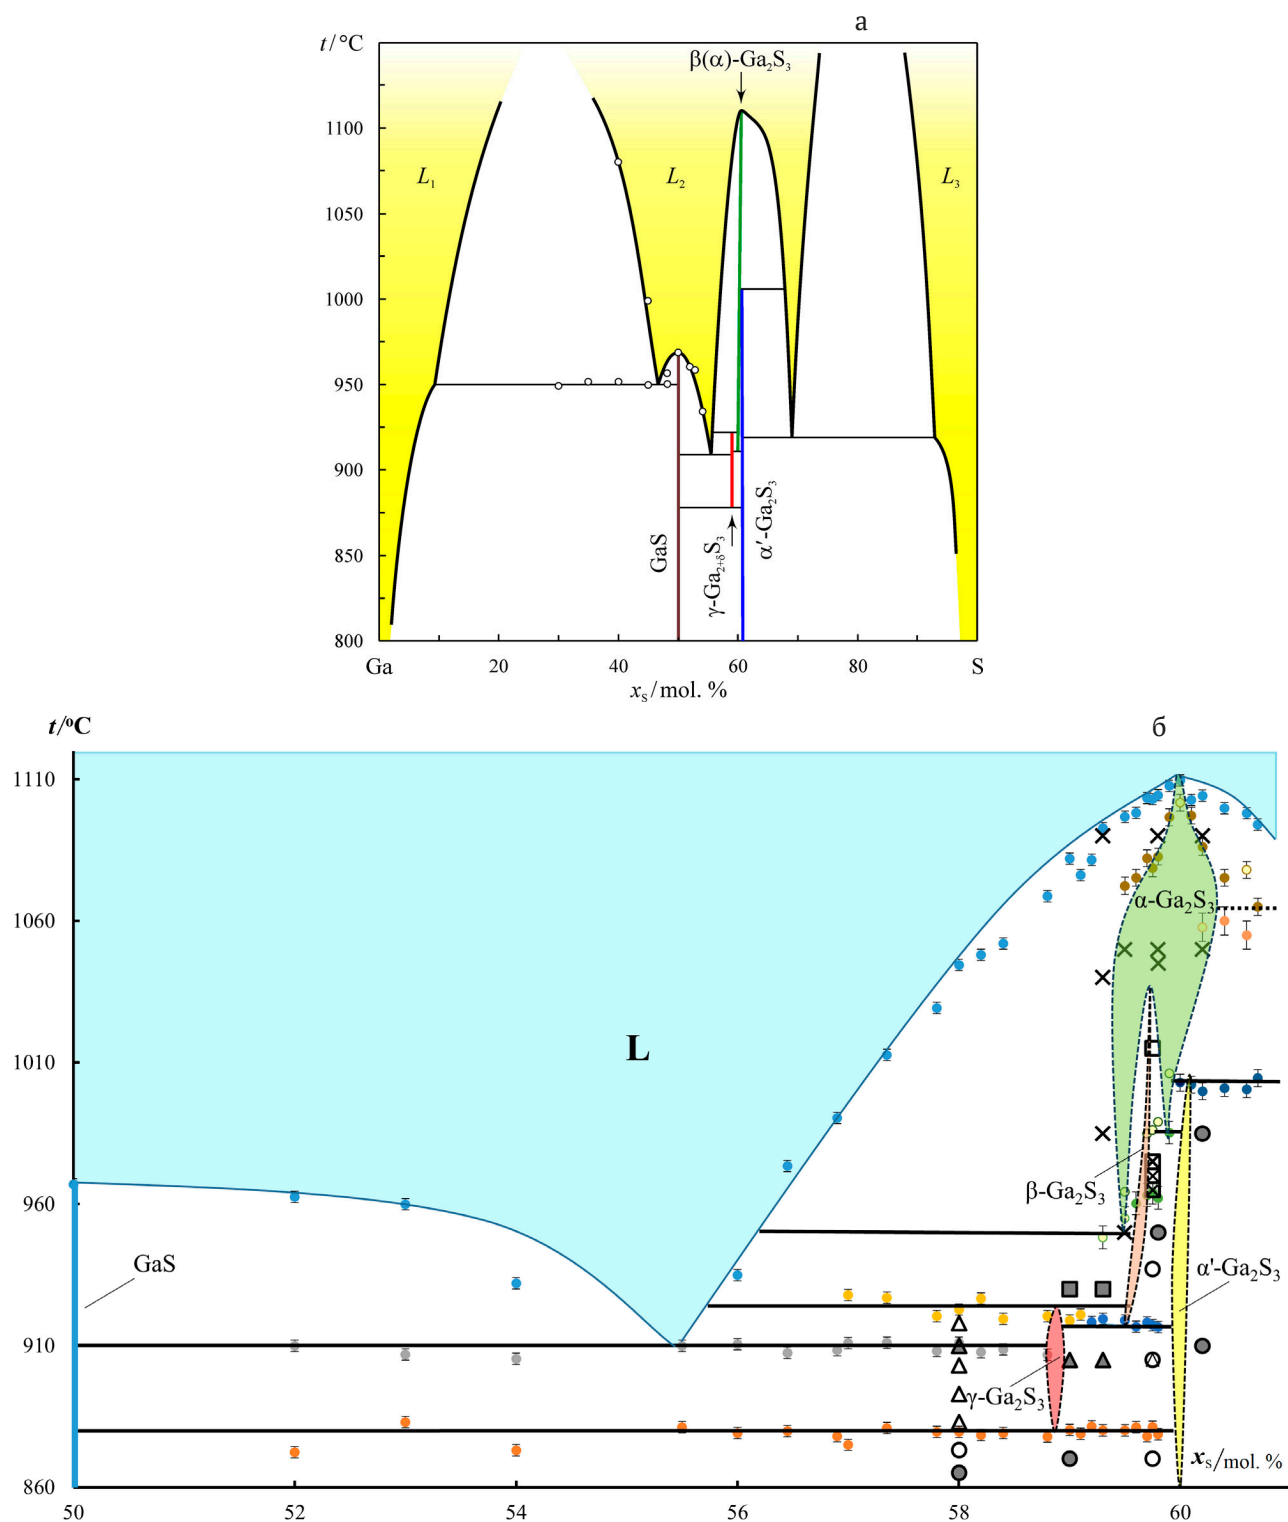 а
t/°C
β(α)-Ga₂S₃
1100
L₁
L₂
L₃
1050
1000
950
900
850
800
GaS
γ-Ga₂₊δS₃
α′-Ga₂S₃
Ga
20
40
60
80
S
xₛ/mol. %
t/°C
б
1110
1060
1010
960
910
860
L
α-Ga₂S₃
β-Ga₂S₃
GaS
α'-Ga₂S₃
γ-Ga₂S₃
xₛ/mol. %
50
52
54
56
58
60